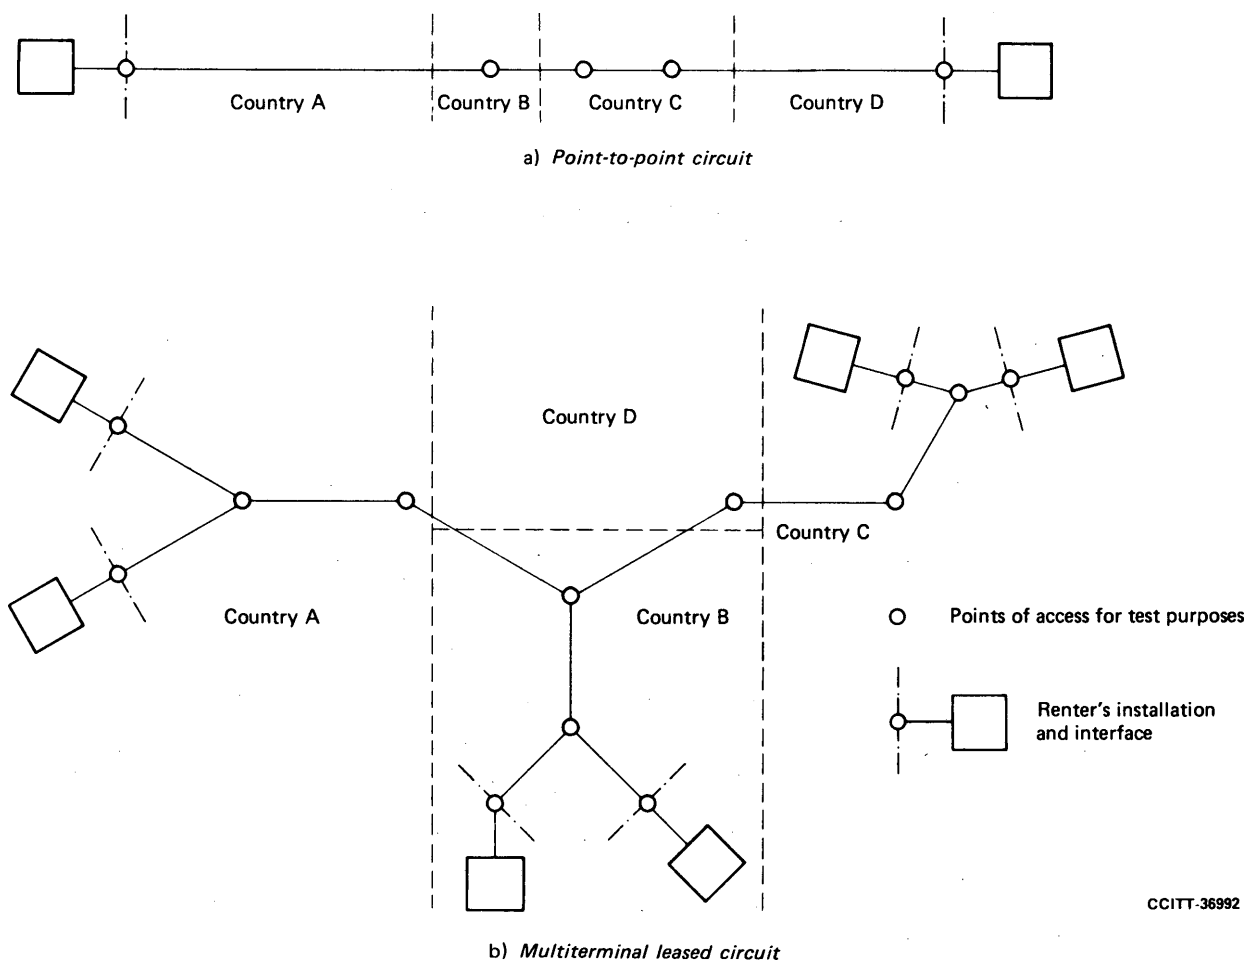 Country A
Country B
Country C
Country D
a) Point-to-point circuit
Country D
Country C
Country A
Country B
Points of access for test purposes
Renter's installation
and interface
CCITT-36992
b) Multiterminal leased circuit